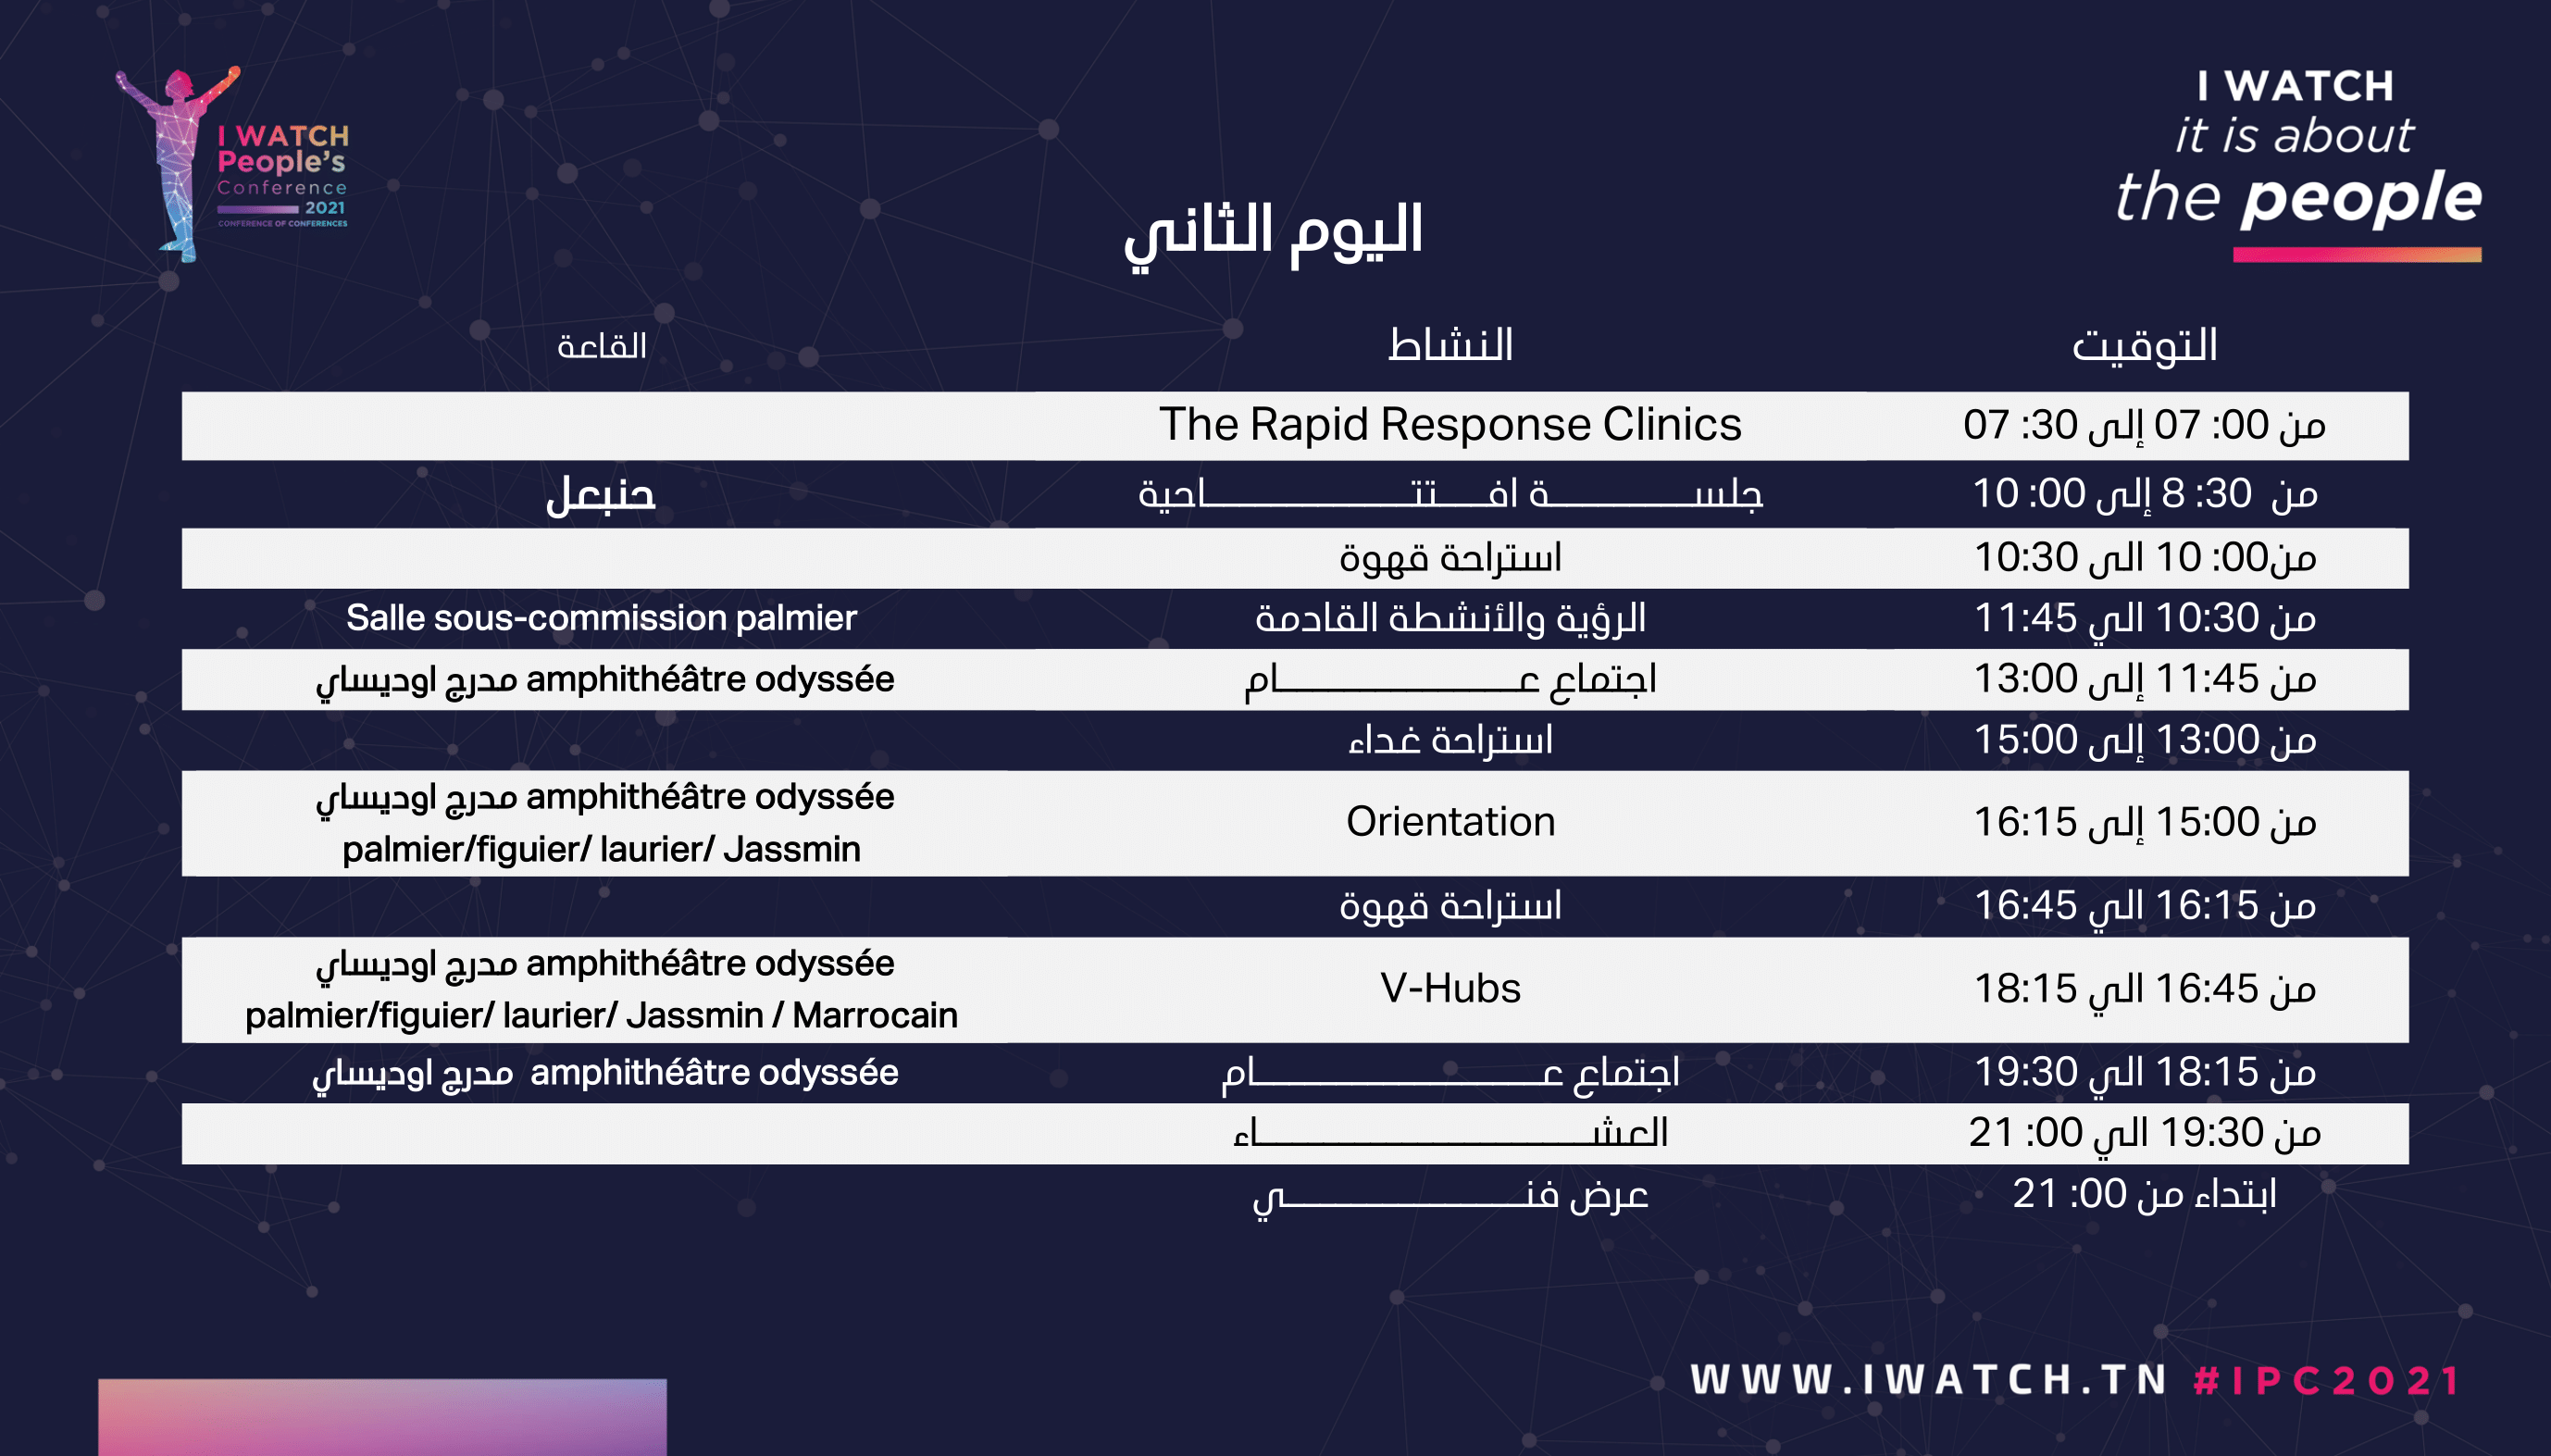 I WATCH
People's
Conference
2021
CONFERENCE OF CONFERENCES
I WATCH
it is about
the people
اليوم الثاني
التوقيت النشاط القاعة
من 00: 07 إلى 30: 07 The Rapid Response Clinics
من 30: 8 إلى 00: 10 جلســـــــــة افــــتتـــــــــــاحية حنبعل
من00: 10 الى 10:30 استراحة قهوة
من 10:30 الي 11:45 الرؤية والأنشطة القادمة Salle sous-commission palmier
من 11:45 إلى 13:00 اجتماع عـــــــــــــــام مدرج اوديساي amphithéâtre odyssée
من 13:00 إلى 15:00 استراحة غداء
من 15:00 إلى 16:15 Orientation مدرج اوديساي amphithéâtre odyssée
palmier/figuier/ laurier/ Jassmin
من 16:15 الي 16:45 استراحة قهوة
من 16:45 الي 18:15 V-Hubs مدرج اوديساي amphithéâtre odyssée
palmier/figuier/ laurier/ Jassmin / Marrocain
من 18:15 الي 19:30 اجتماع عـــــــــــــــــــام مدرج اوديساي amphithéâtre odyssée
من 19:30 الي 00: 21 العشـــــــــــــــــــــاء
ابتداء من 00: 21 عرض فنـــــــــــــــي
WWW.IWATCH.TN #IPC2021